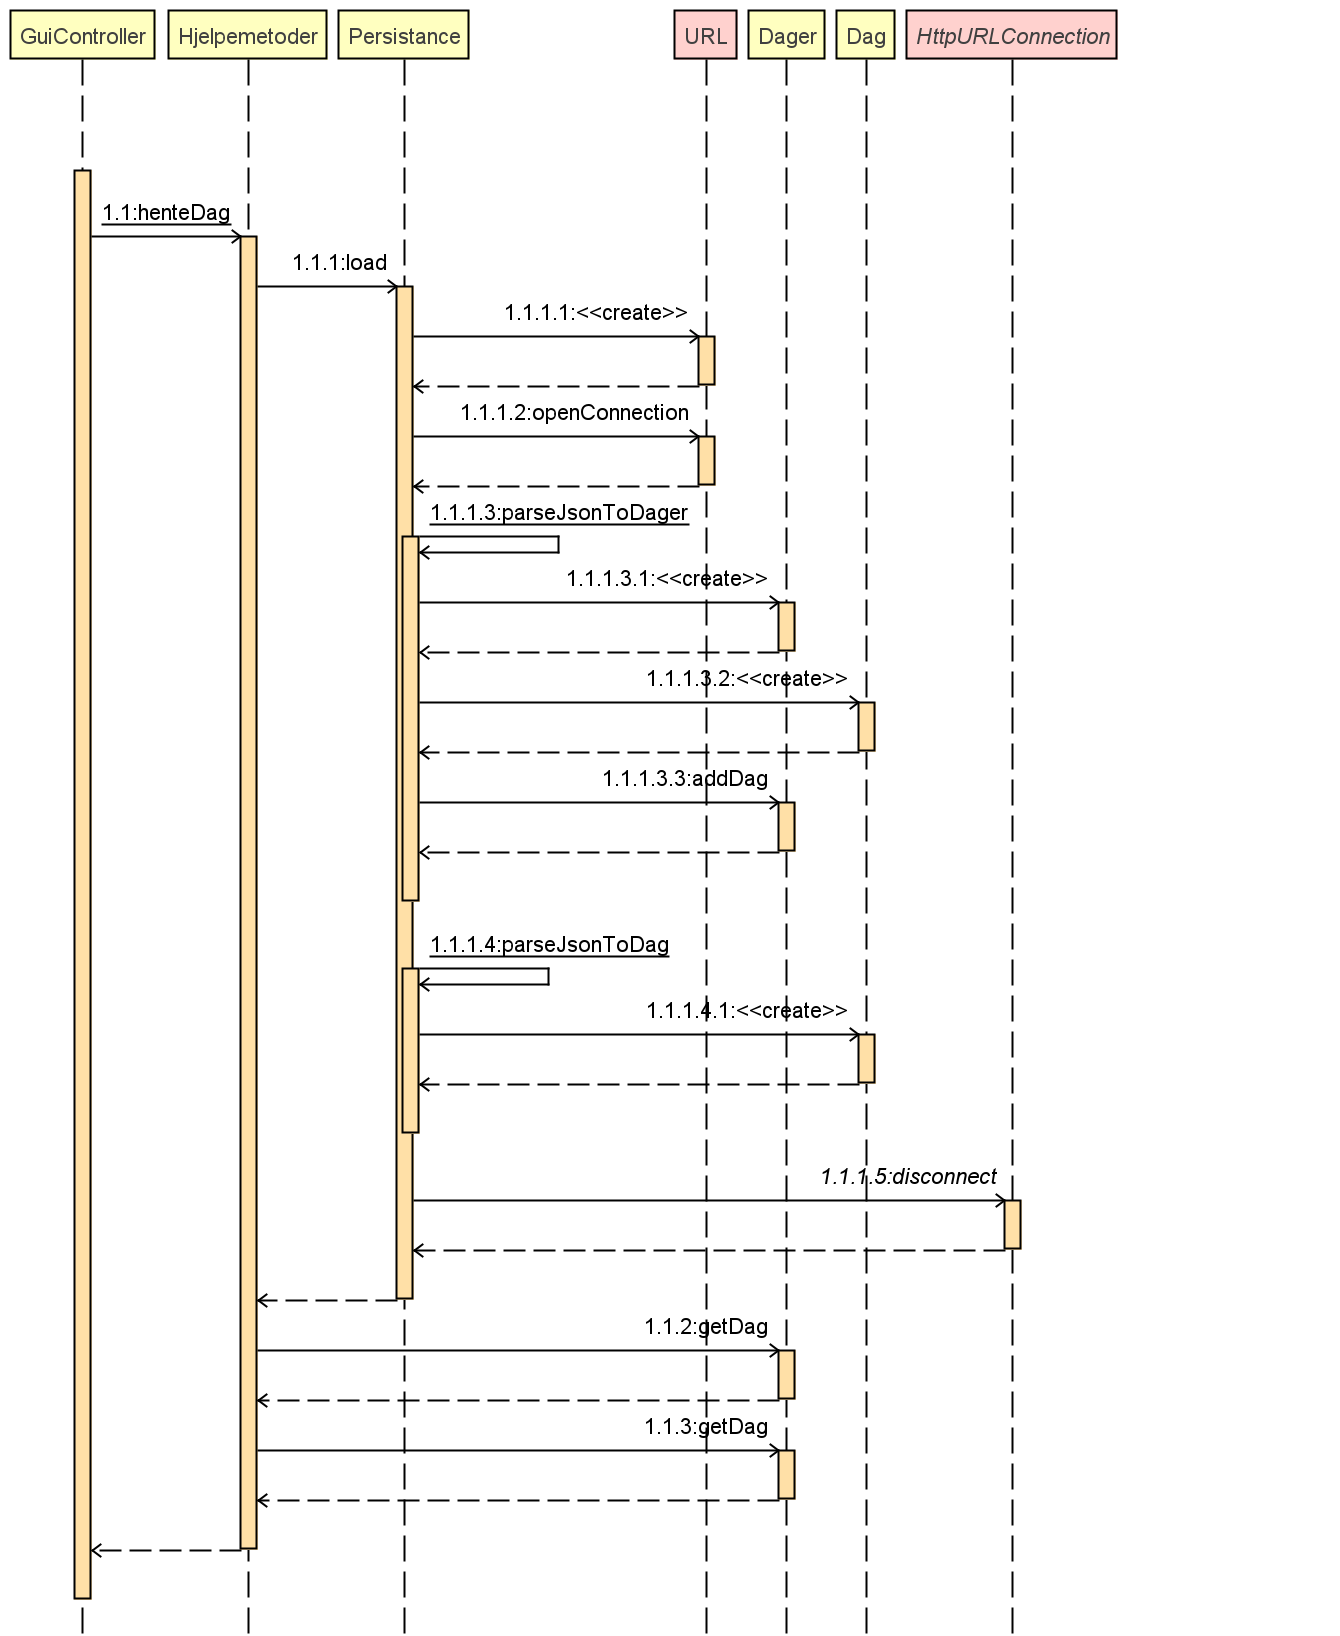 GuiController
Hjelpemetoder
Persistance
URL
Dager
Dag
HttpURLConnection
1.1:henteDag
1.1.1:load
1.1.1.1:<<create>>
1.1.1.2:openConnection
1.1.1.3:parseJsonToDager
1.1.1.3.1:<<create>>
1.1.1.3.2:<<create>>
1.1.1.3.3:addDag
1.1.1.4:parseJsonToDag
1.1.1.4.1:<<create>>
1.1.1.5:disconnect
1.1.2:getDag
1.1.3:getDag